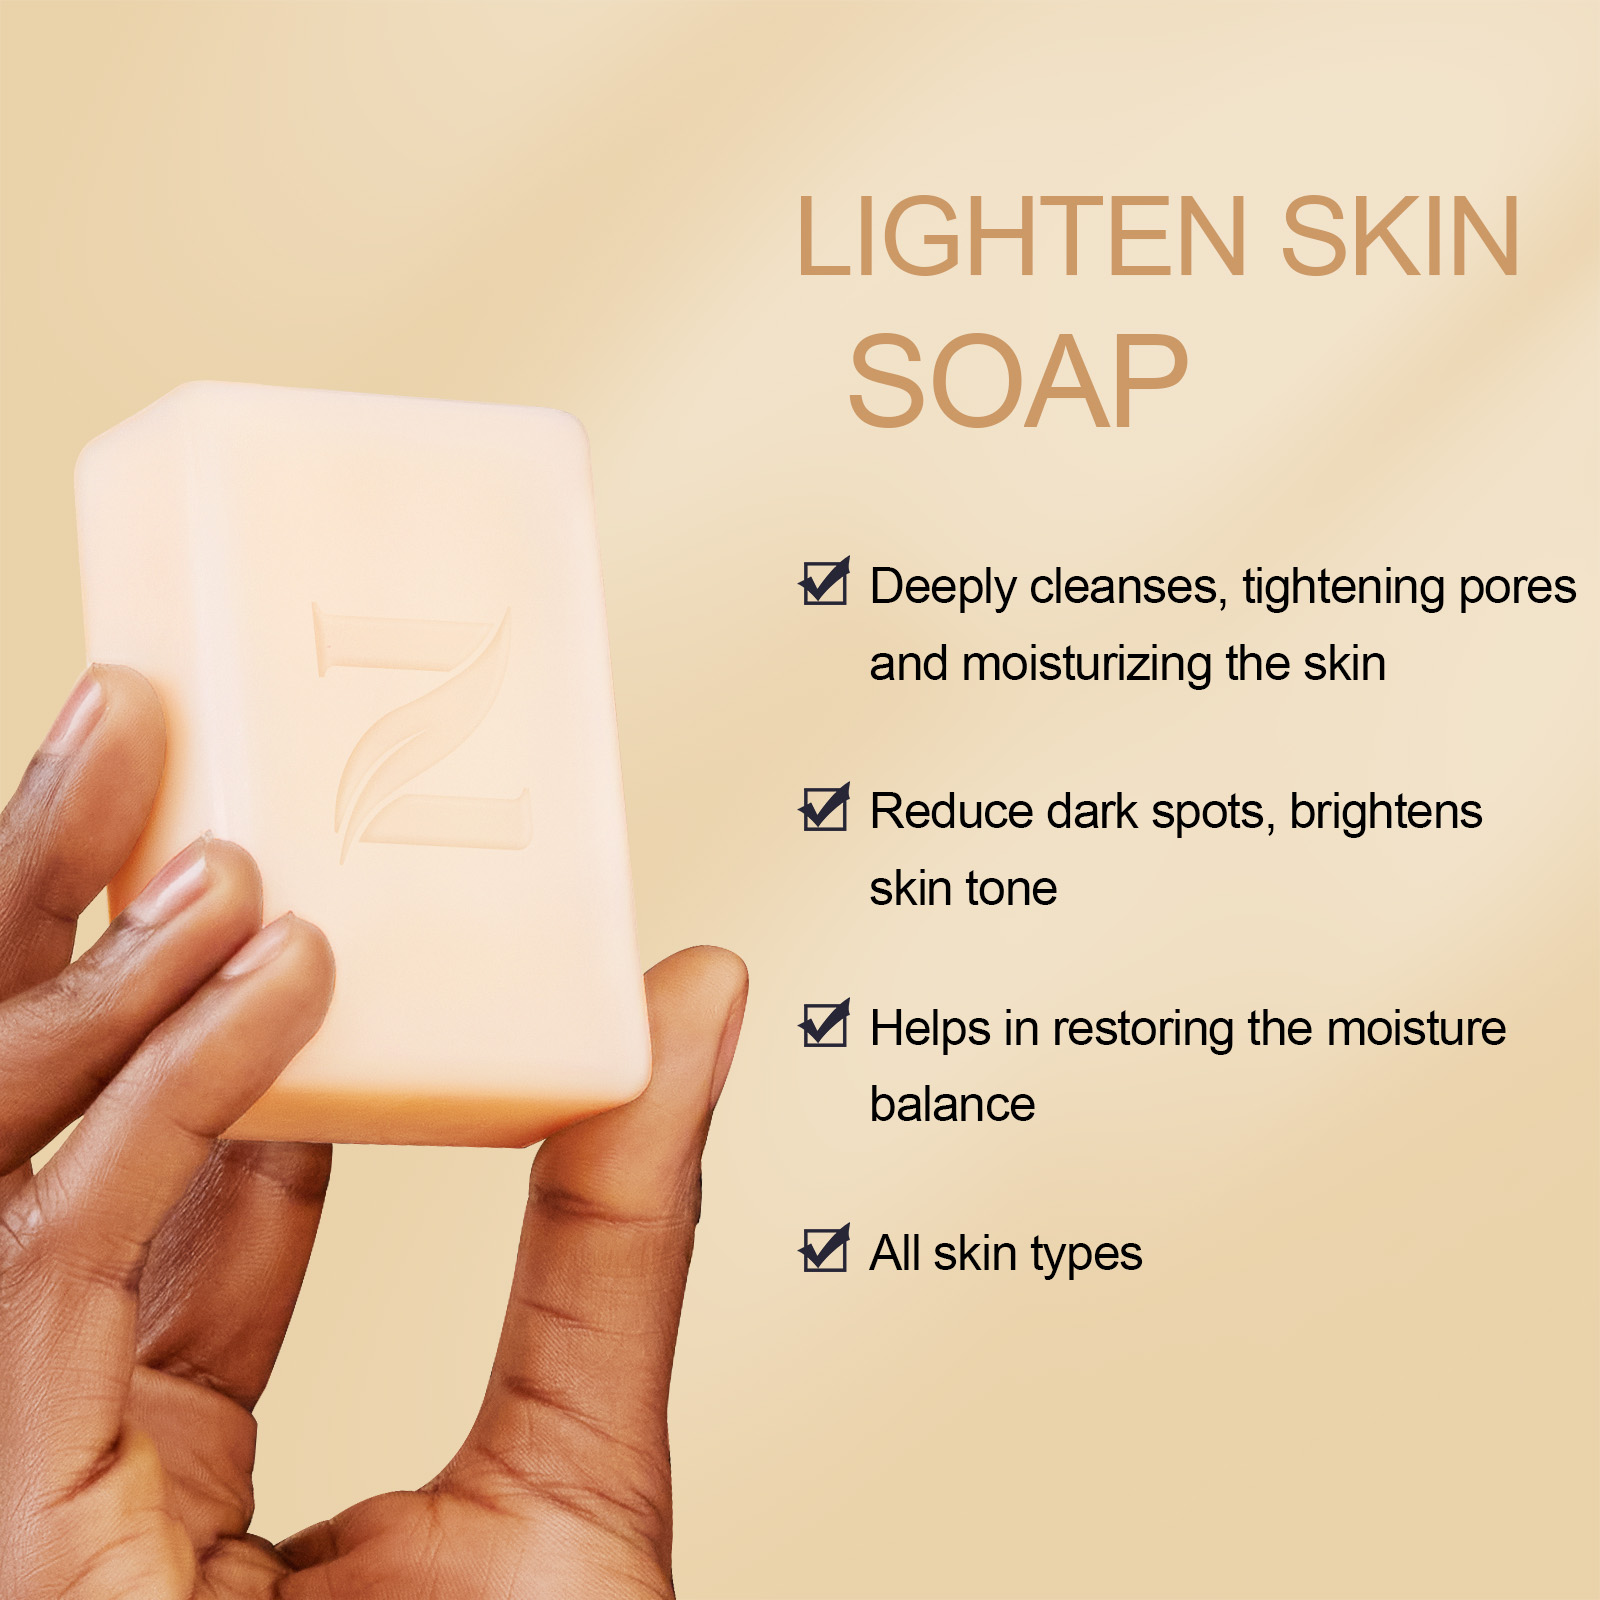 LIGHTEN SKIN
SOAP
Z
Deeply cleanses, tightening pores
and moisturizing the skin
Reduce dark spots, brightens
skin tone
Helps in restoring the moisture
balance
All skin types